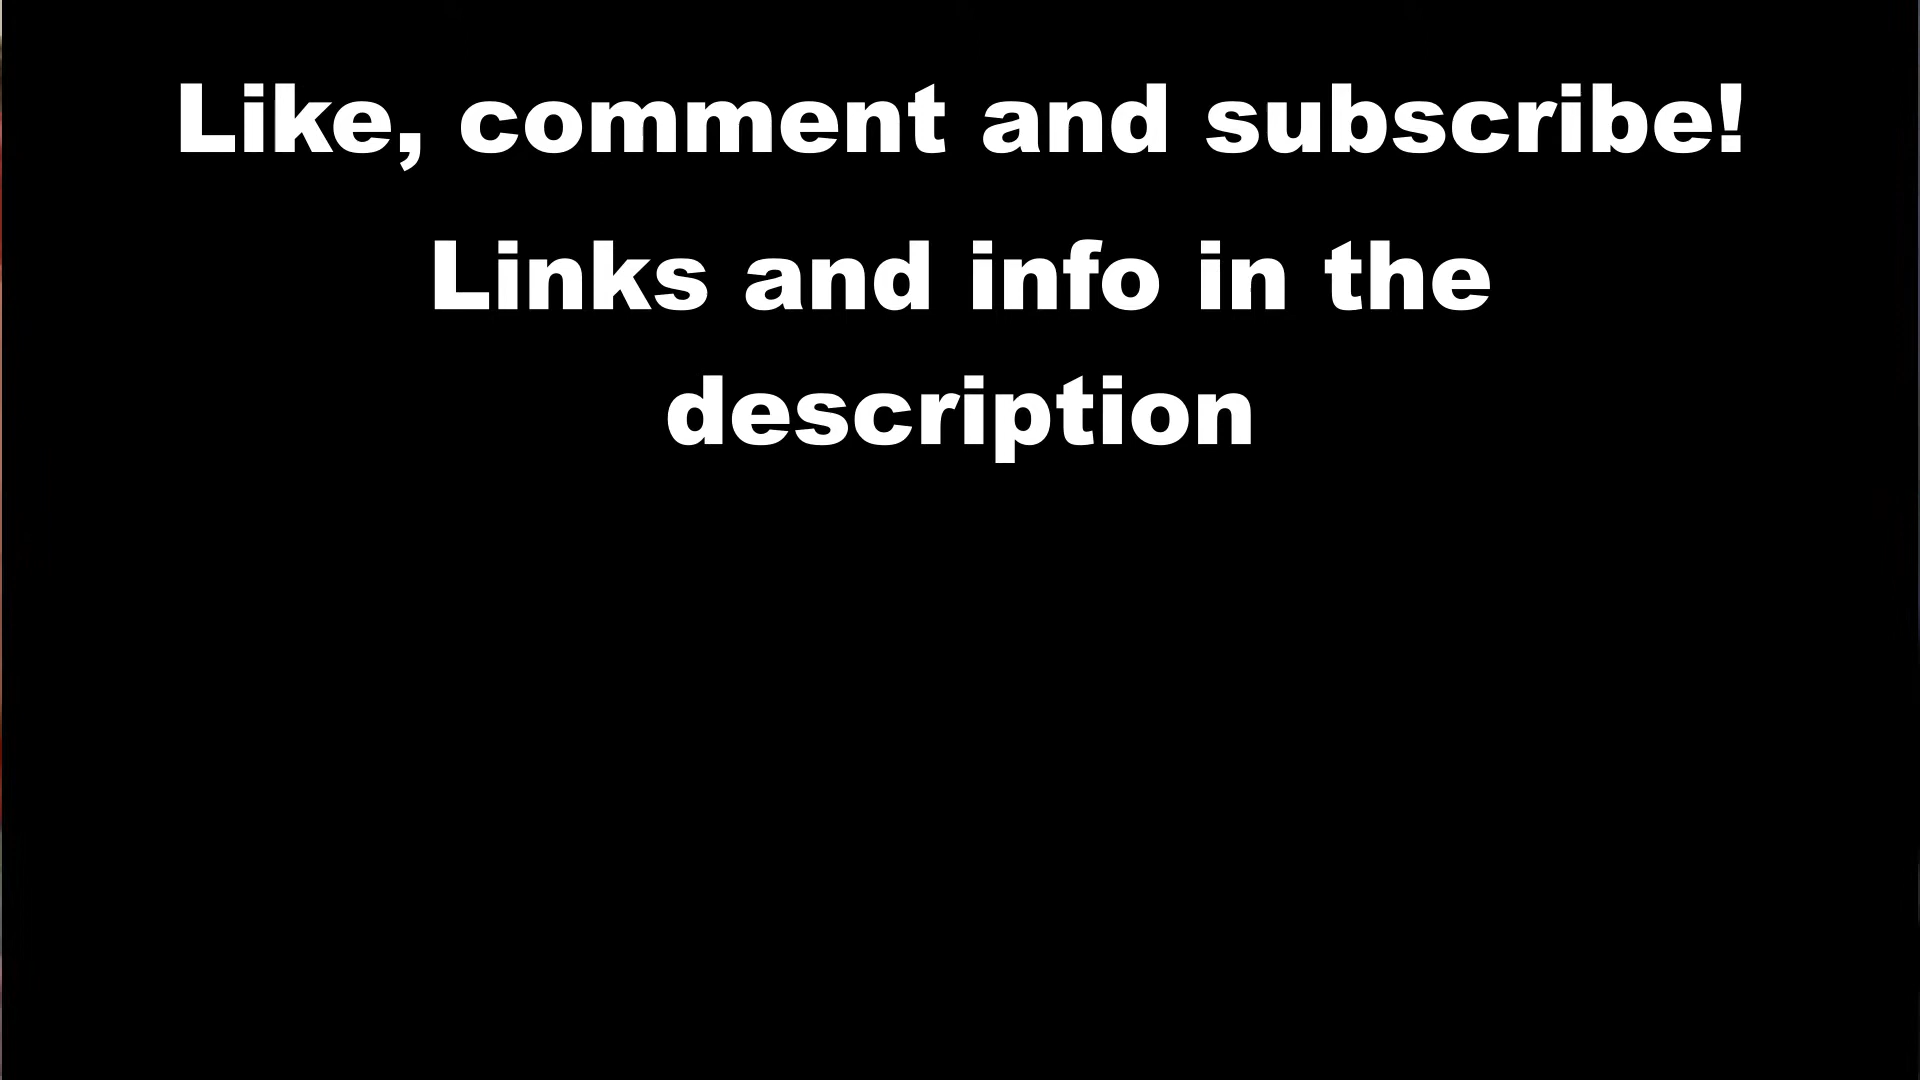 Like, comment and subscribe!
Links and info in the
description